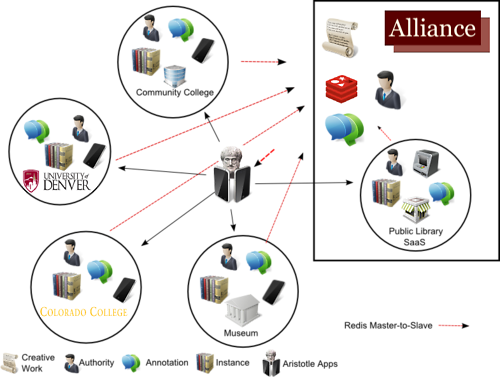 Alliance
Community College
UNIVERSITY OF
DENVER
Public Library
SaaS
COLORADO COLLEGE
Museum
Redis Master-to-Slave
Creative
Work
Authority
Annotation
Instance
Aristotle Apps